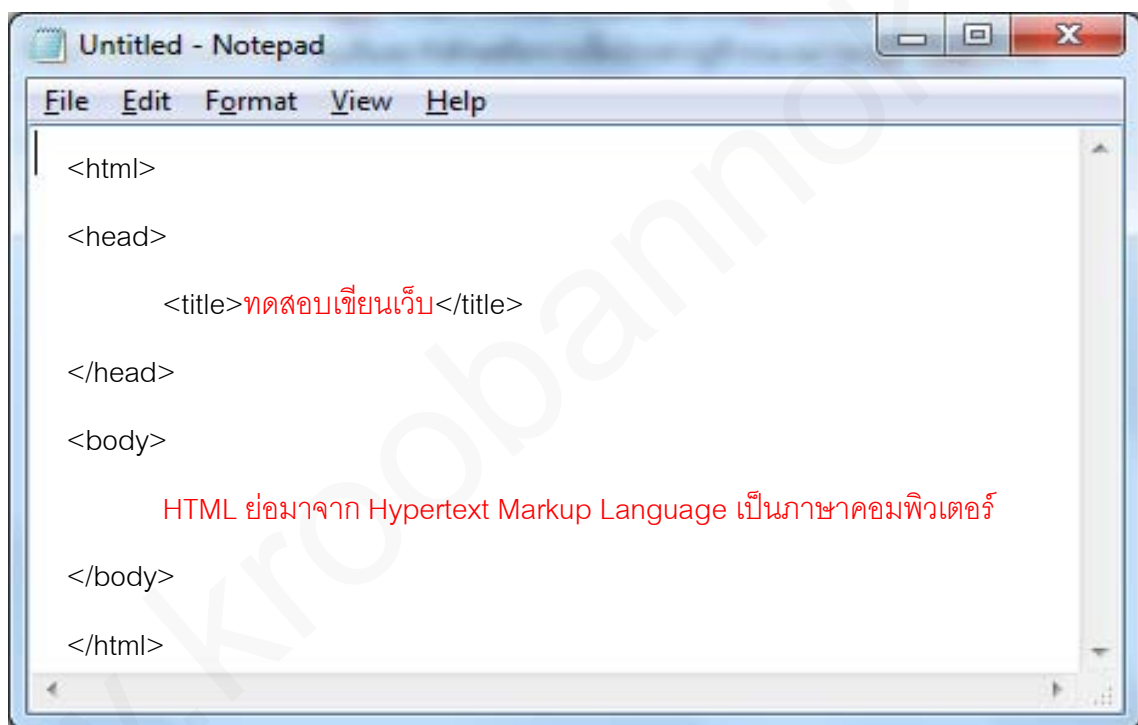 Untitled - Notepad
File Edit Format View Help
<html>
<head>
<title>ทดสอบเขียนเว็บ</title>
</head>
<body>
HTML ย่อมาจาก Hypertext Markup Language เป็นภาษาคอมพิวเตอร์
</body>
</html>